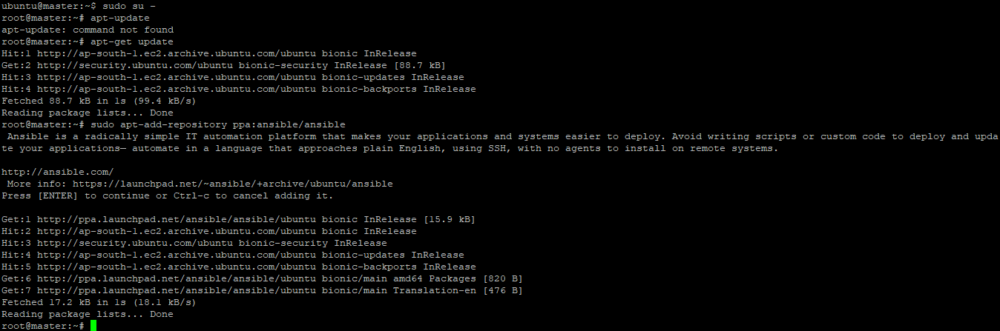 ubuntu@master:~$ sudo su -
root@master:~# apt-update
apt-update: command not found
root@master:~# apt-get update
Hit:1 http://ap-south-1.ec2.archive.ubuntu.com/ubuntu bionic InRelease
Get:2 http://security.ubuntu.com/ubuntu bionic-security InRelease [88.7 kB]
Hit:3 http://ap-south-1.ec2.archive.ubuntu.com/ubuntu bionic-updates InRelease
Hit:4 http://ap-south-1.ec2.archive.ubuntu.com/ubuntu bionic-backports InRelease
Fetched 88.7 kB in 1s (99.4 kB/s)
Reading package lists... Done
root@master:~# sudo apt-add-repository ppa:ansible/ansible
 Ansible is a radically simple IT automation platform that makes your applications and systems easier to deploy. Avoid writing scripts or custom code to deploy and upda
te your applications— automate in a language that approaches plain English, using SSH, with no agents to install on remote systems.

http://ansible.com/
 More info: https://launchpad.net/~ansible/+archive/ubuntu/ansible
Press [ENTER] to continue or Ctrl-c to cancel adding it.

Get:1 http://ppa.launchpad.net/ansible/ansible/ubuntu bionic InRelease [15.9 kB]
Hit:2 http://ap-south-1.ec2.archive.ubuntu.com/ubuntu bionic InRelease
Hit:3 http://security.ubuntu.com/ubuntu bionic-security InRelease
Hit:4 http://ap-south-1.ec2.archive.ubuntu.com/ubuntu bionic-updates InRelease
Hit:5 http://ap-south-1.ec2.archive.ubuntu.com/ubuntu bionic-backports InRelease
Get:6 http://ppa.launchpad.net/ansible/ansible/ubuntu bionic/main amd64 Packages [820 B]
Get:7 http://ppa.launchpad.net/ansible/ansible/ubuntu bionic/main Translation-en [476 B]
Fetched 17.2 kB in 1s (18.1 kB/s)
Reading package lists... Done
root@master:~#